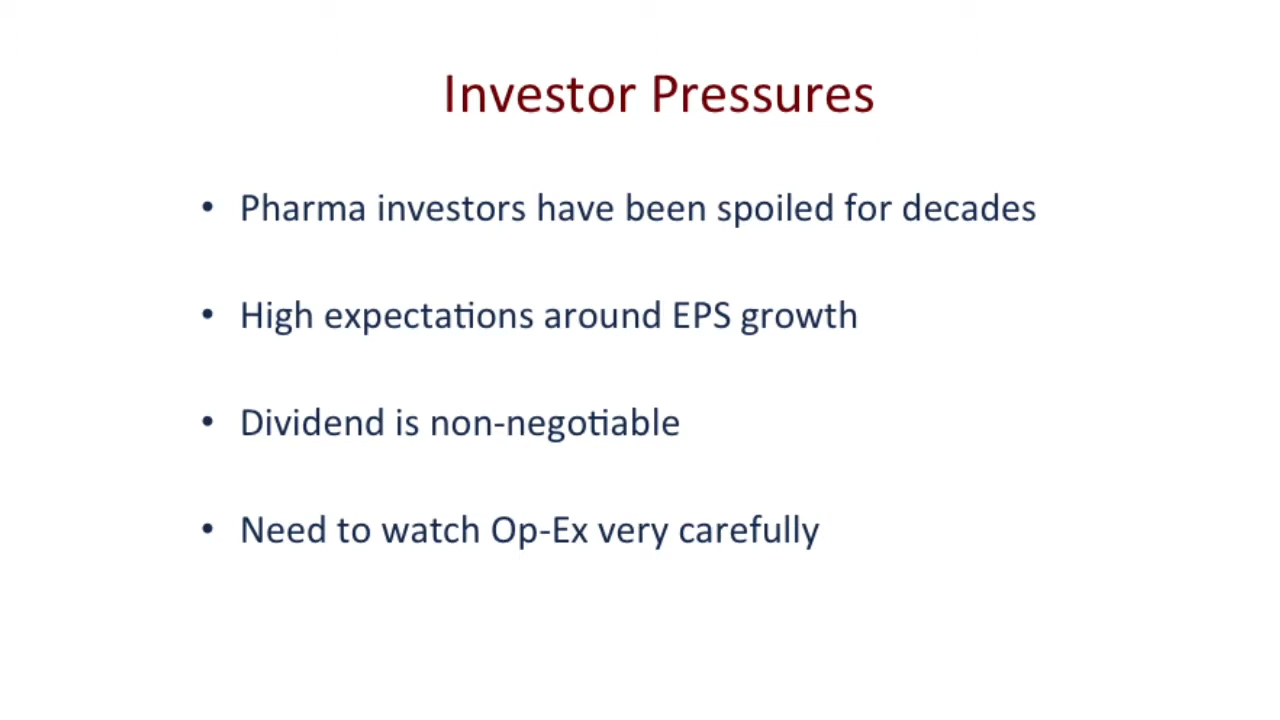 Investor Pressures
• Pharma investors have been spoiled for decades
• High expectations around EPS growth
• Dividend is non-negotiable
• Need to watch Op-Ex very carefully